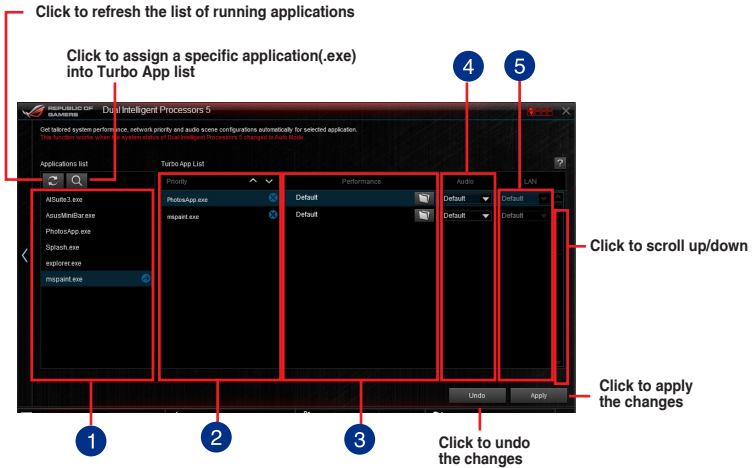 Click to refresh the list of running applications
Click to assign a specific application(.exe)
into Turbo App list
4
5
REPUBLIC OF
GAMERS
Dual Intelligent Processors 5
Get tailored system performance, network priority and audio scene configurations automatically for selected application.
This function works when the system status of Dual Intelligent Processors 5 changed to Auto Mode.
Applications list
Turbo App List
?
Priority
Performance
Audio
LAN
AISuite3.exe
PhotosApp.exe
Default
Default
Default
AsusMiniBar.exe
mspaint.exe
Default
Default
Default
PhotosApp.exe
Splash.exe
explorer.exe
mspaint.exe
Click to scroll up/down
Undo
Apply
Click to apply
the changes
1
2
3
Click to undo
the changes